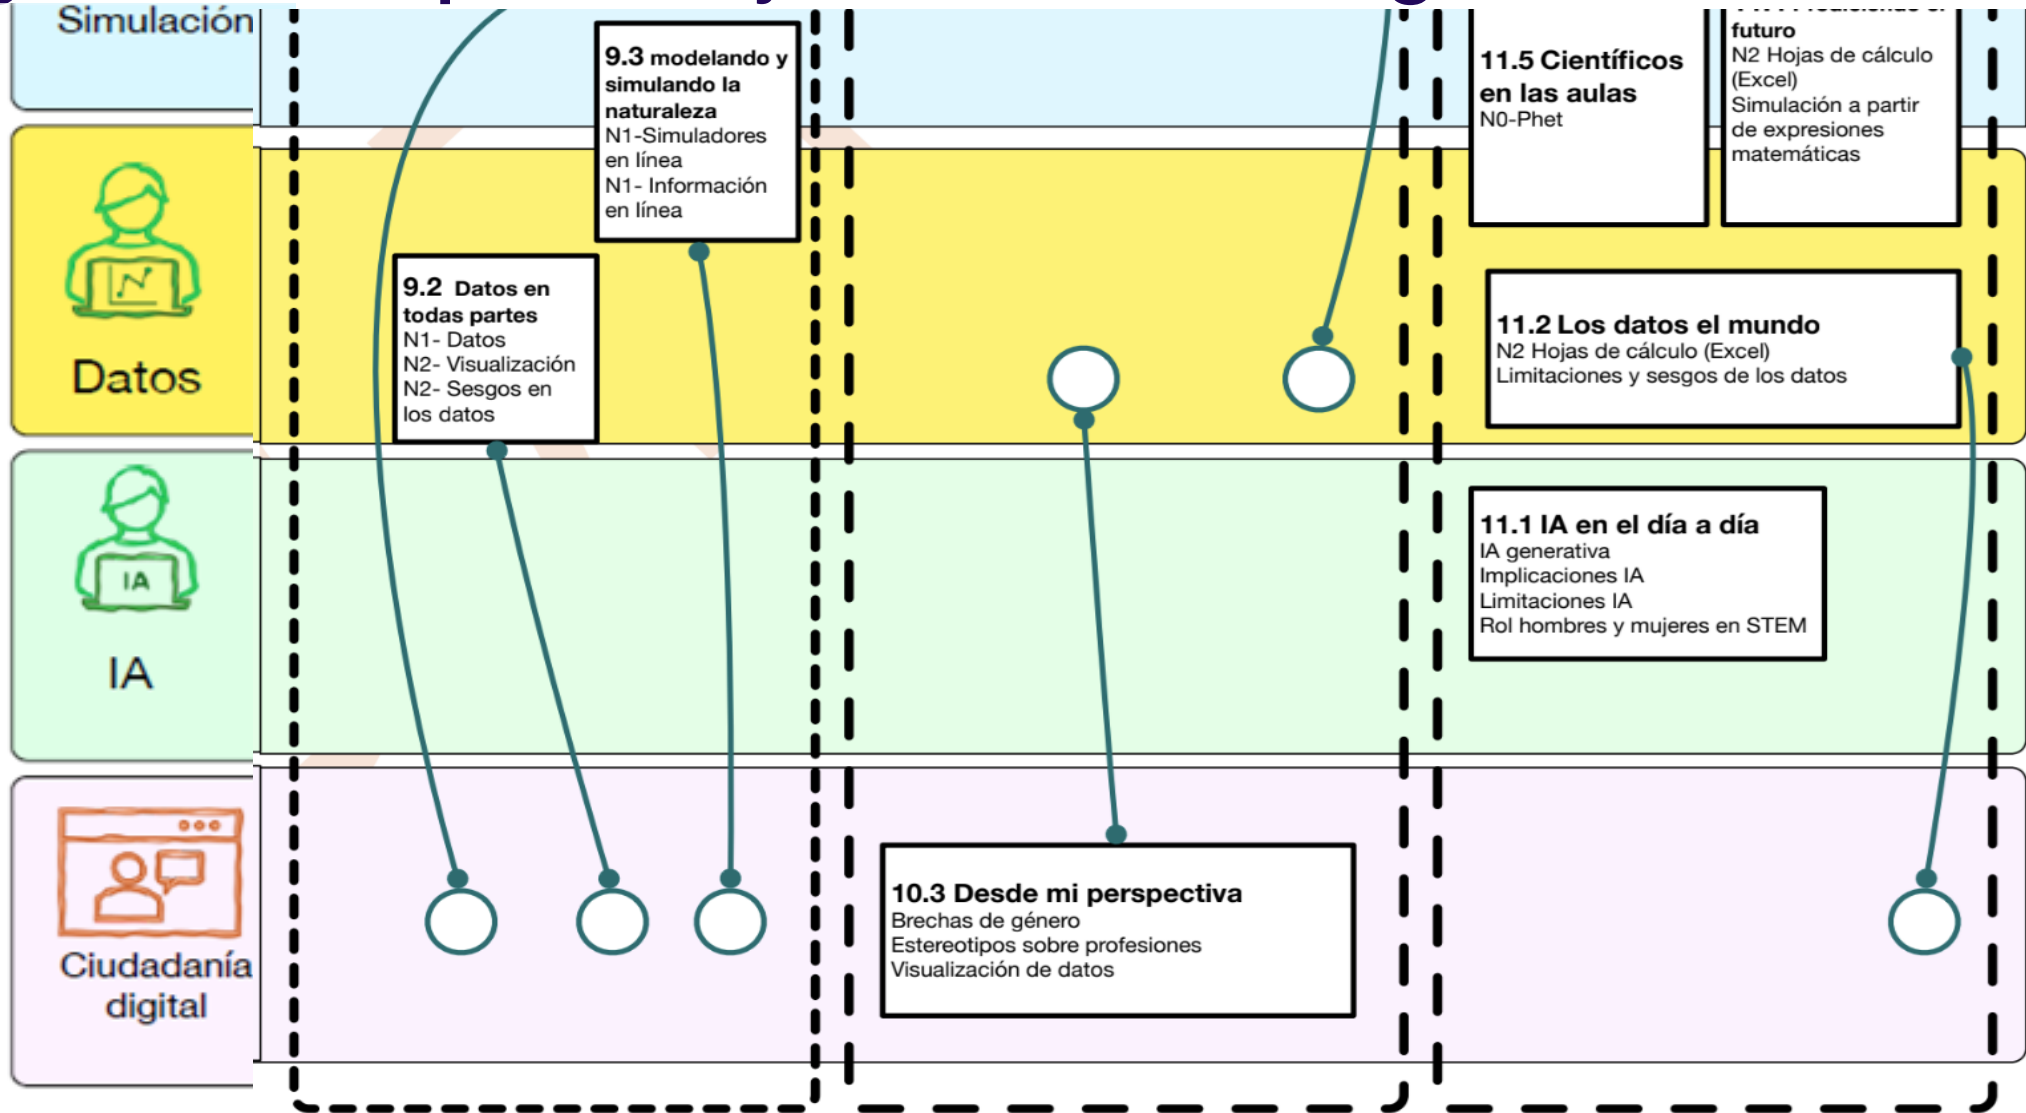 Simulación
9.3 modelando y
simulando la
naturaleza
N1-Simuladores
en línea
N1- Información
en línea
11.5 Científicos
en las aulas
N0-Phet
futuro
N2 Hojas de cálculo
(Excel)
Simulación a partir
de expresiones
matemáticas
Datos
9.2 Datos en
todas partes
N1- Datos
N2- Visualización
N2- Sesgos en
los datos
11.2 Los datos el mundo
N2 Hojas de cálculo (Excel)
Limitaciones y sesgos de los datos
IA
IA
11.1 IA en el día a día
IA generativa
Implicaciones IA
Limitaciones IA
Rol hombres y mujeres en STEM
Ciudadanía
digital
10.3 Desde mi perspectiva
Brechas de género
Estereotipos sobre profesiones
Visualización de datos